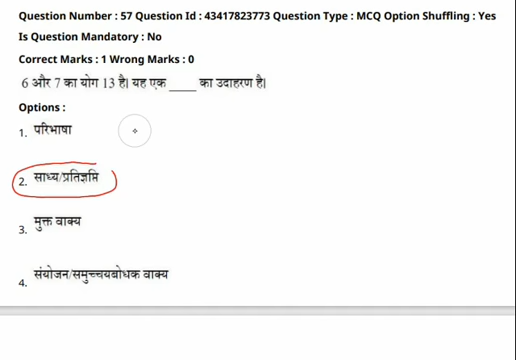 Question Number : 57 Question Id : 43417823773 Question Type : MCQ Option Shuffling : Yes
Is Question Mandatory : No
Correct Marks : 1 Wrong Marks : 0
6 और 7 का योग 13 है। यह एक _____ का उदाहरण है।
Options :
1. परिभाषा
2. साध्य/प्रतिज्ञप्ति
3. मुक्त वाक्य
4. संयोजन/समुच्चयबोधक वाक्य